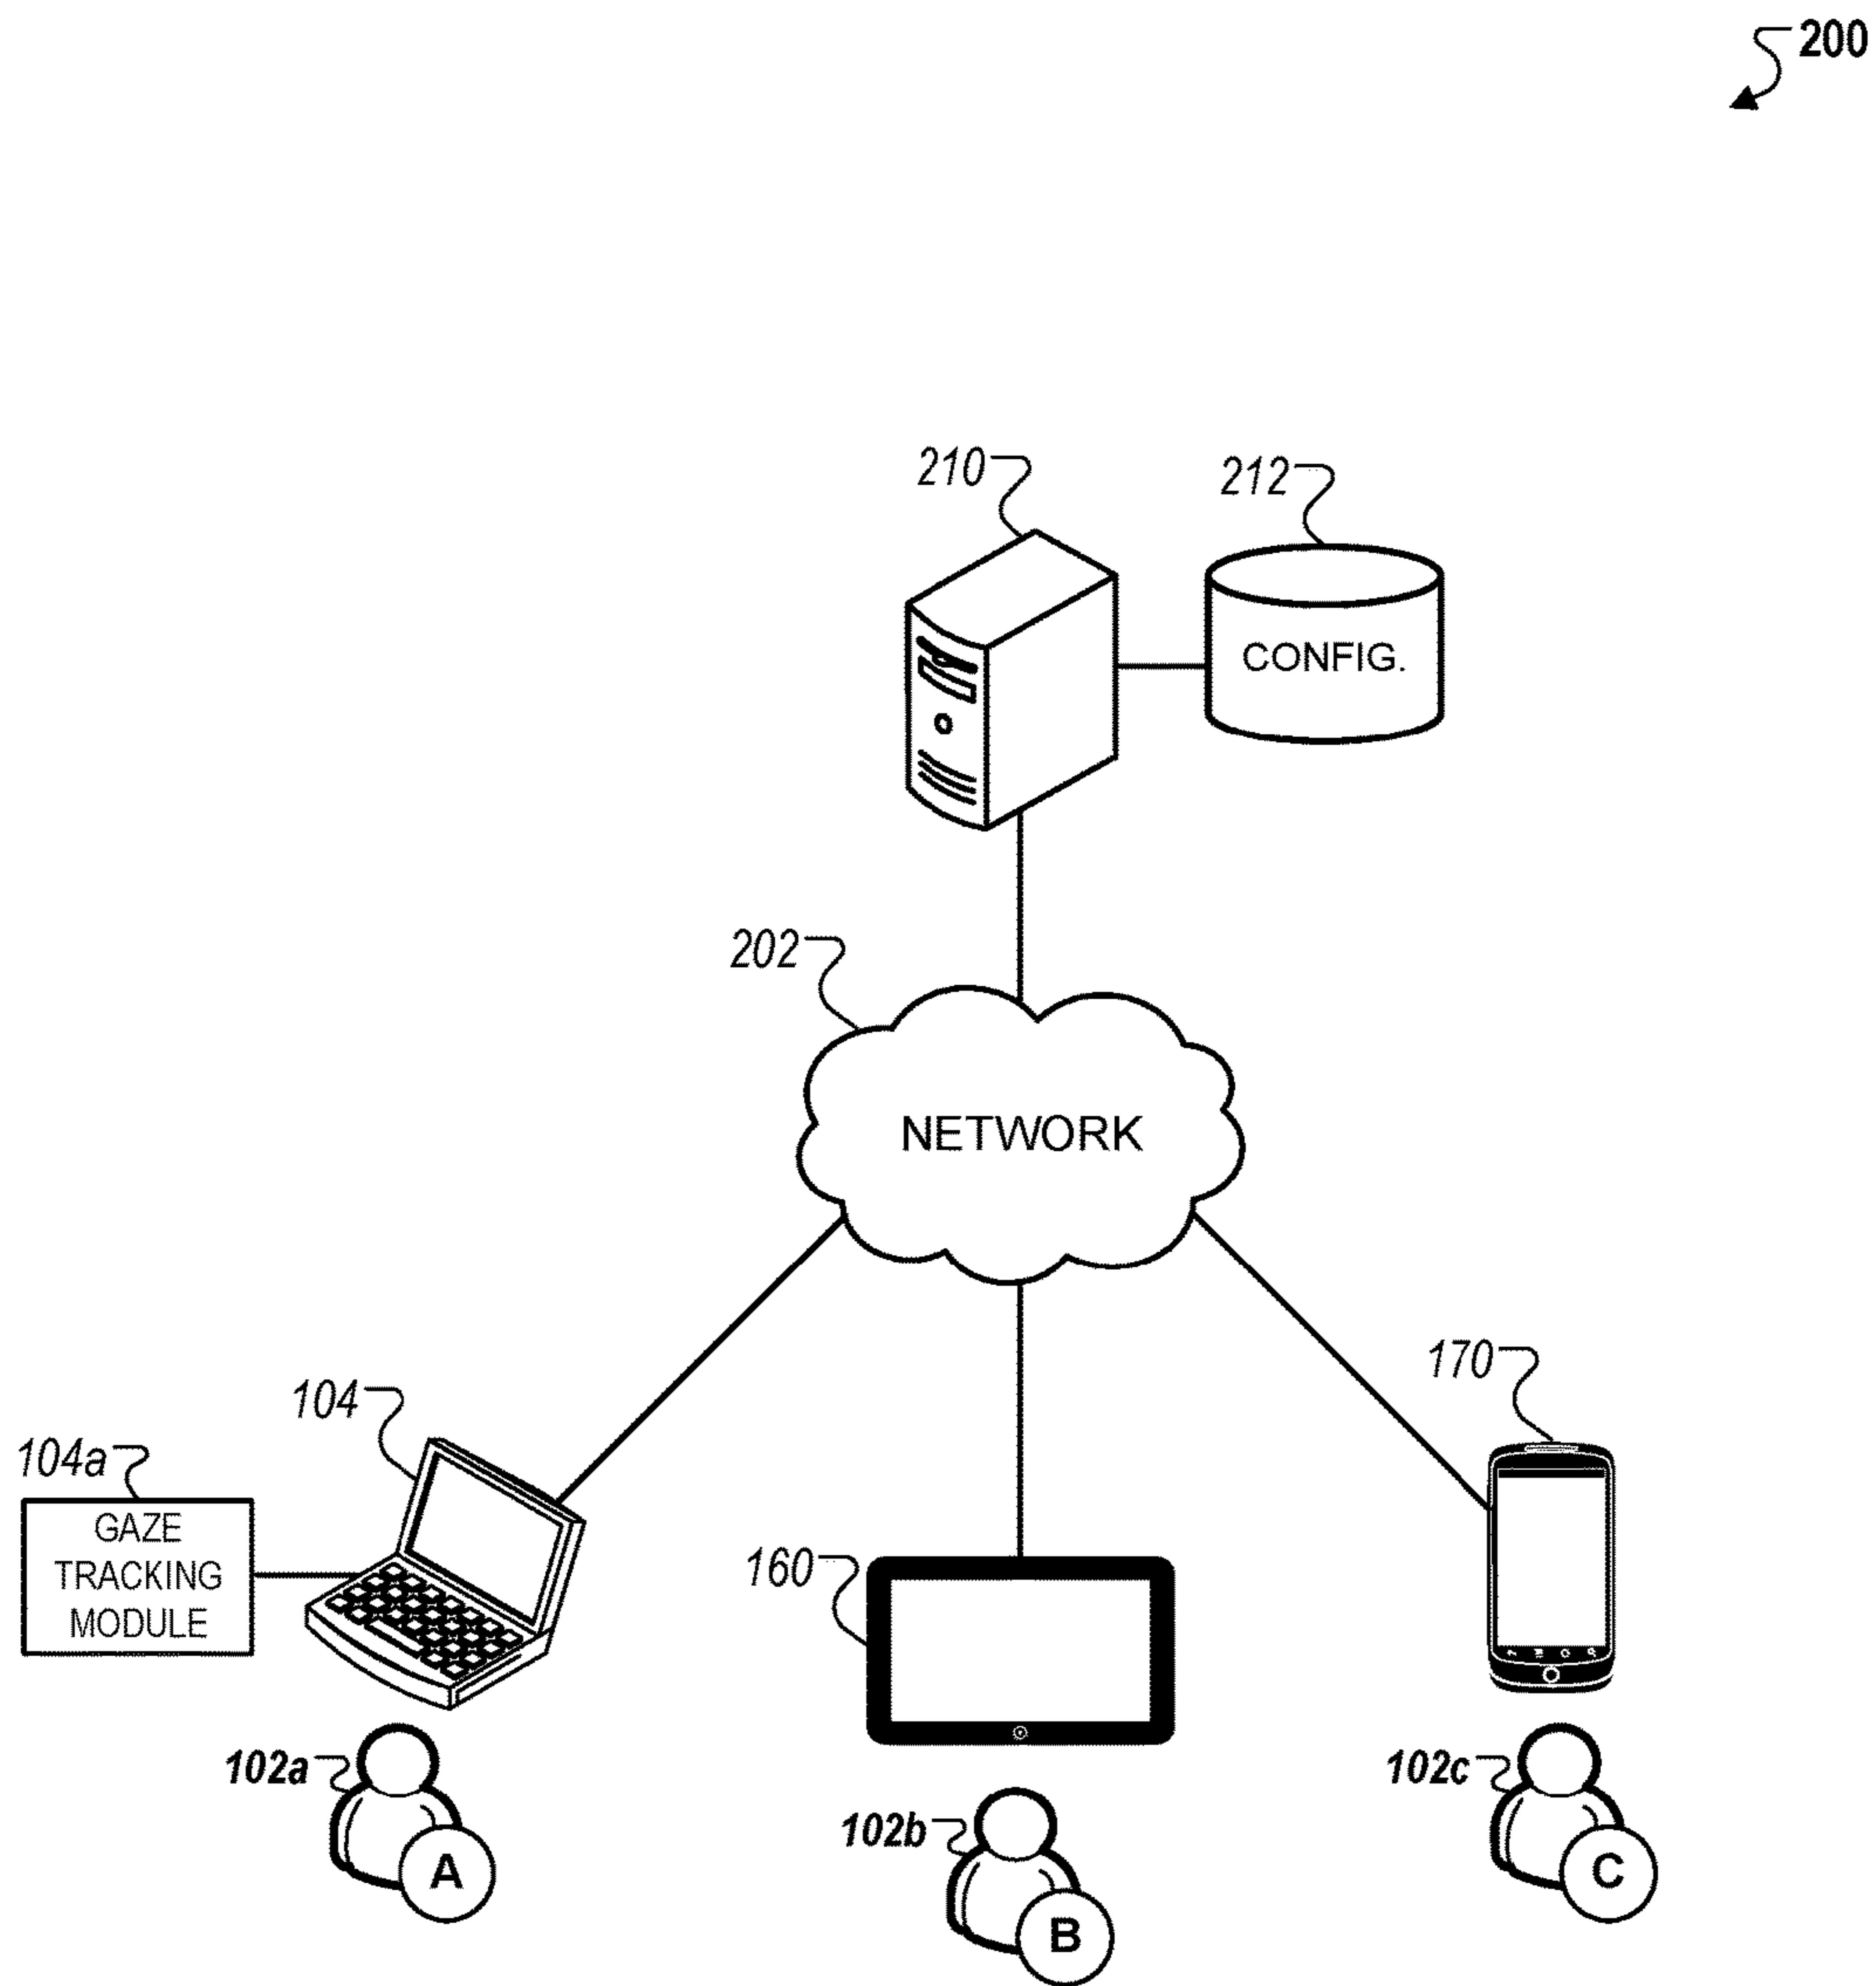 200
210
212
CONFIG.
202
NETWORK
170
104
104a
GAZE
TRACKING
MODULE
160
102a
102b
102c
A
B
C